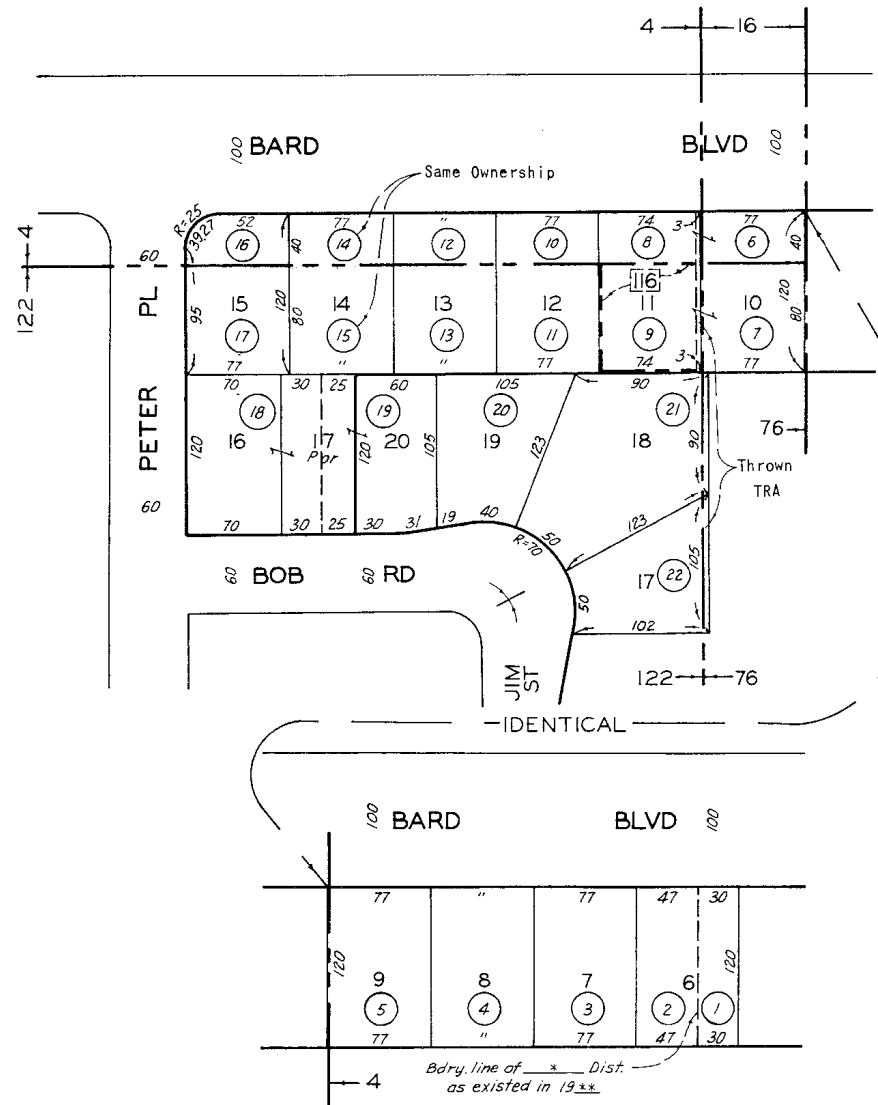 4 16
100 BARD BLVD 100
Same Ownership
R=25
39.27
52 77 " 77 74 3 77
16 14 12 10 8 6
40 40
4
122
60
116
95 15 120 14 13 12 11 10 120
80 80
17 15 13 11 9 7
77 " " 77 74 3
PETER PL
70 30 25 60 105 90
18 19 20 21
76
16 17 20 19 18
Ppr
120 120 105 123 90
Thrown
TRA
60
70 30 25 30 31 19 40
R=70 50 123
60 BOB 60 RD
17 22 105
50
102
JIM
ST
122 76
IDENTICAL
100 BARD BLVD 100
77 " 77 47 30
120 120
9 8 7 6
5 4 3 2 1
77 " 77 47 30
Bdry. line of * Dist.
as existed in 19**
4